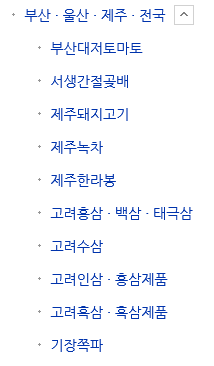 부산 · 울산 · 제주 · 전국
부산대저토마토
서생간절곶배
제주돼지고기
제주녹차
제주한라봉
고려홍삼 · 백삼 · 태극삼
고려수삼
고려인삼 · 홍삼제품
고려흑삼 · 흑삼제품
기장쪽파